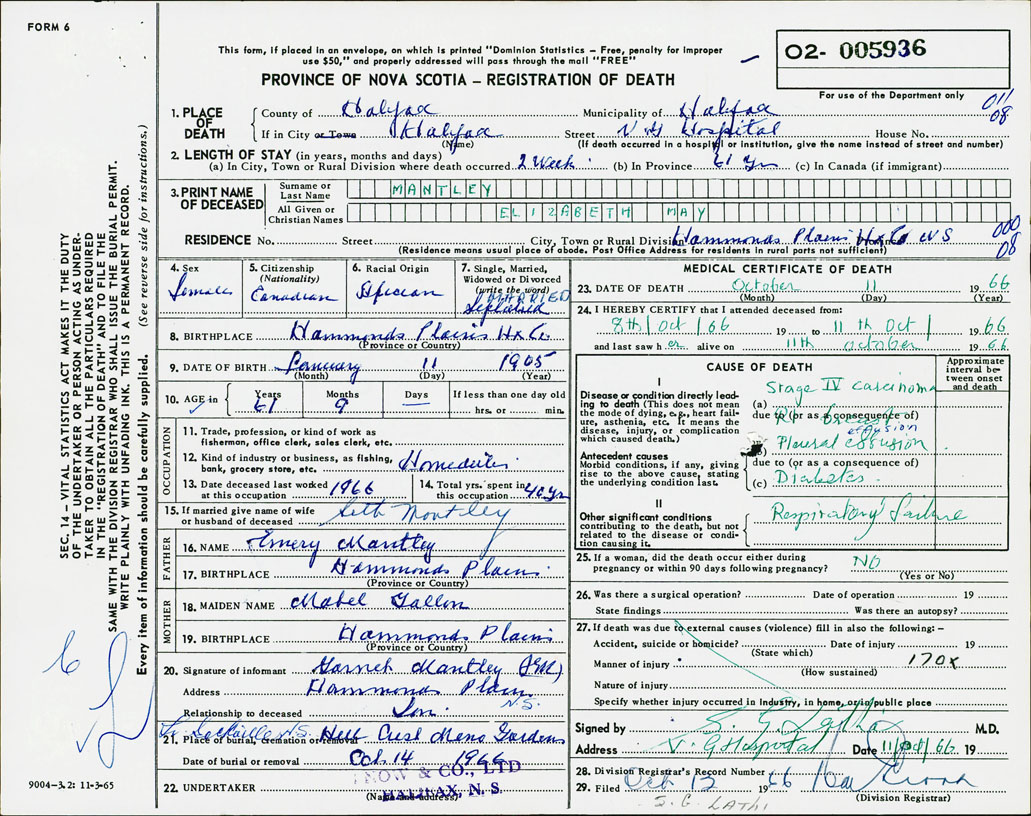 FORM 6
This form, if placed in an envelope, on which is printed "Dominion Statistics – Free, penalty for improper
use $50," and properly addressed will pass through the mail "FREE"
PROVINCE OF NOVA SCOTIA – REGISTRATION OF DEATH
O2- 005936
For use of the Department only
011
08
1. PLACE OF DEATH
County of Halifax Municipality of Halifax
If in City or Town Halifax Street V G Hospital House No.
(Name) (If death occurred in a hospital or institution, give the name instead of street and number)
2. LENGTH OF STAY (in years, months and days)
(a) In City, Town or Rural Division where death occurred 2 Week (b) In Province 61 Yrs (c) In Canada (if immigrant)
3. PRINT NAME OF DECEASED
Surname or Last Name MANTLEY
All Given or Christian Names ELIZABETH MAY
RESIDENCE No. Street City, Town or Rural Division Hammonds Plains Hx Co NS
(Residence means usual place of abode. Post Office Address for residents in rural parts not sufficient)
000
08
4. Sex Female
5. Citizenship (Nationality) Canadian
6. Racial Origin African
7. Single, Married, Widowed or Divorced (write the word) MARRIED Separated
8. BIRTHPLACE Hammonds Plains Hx Co.
(Province or Country)
9. DATE OF BIRTH January 11 1905
(Month) (Day) (Year)
10. AGE in Years 61 Months 9 Days If less than one day old hrs. or min.
OCCUPATION
11. Trade, profession, or kind of work as
fisherman, office clerk, sales clerk, etc.
12. Kind of industry or business, as fishing,
bank, grocery store, etc. Homeduties
13. Date deceased last worked at this occupation 1966
14. Total yrs. spent in this occupation 40 yrs
15. If married give name of wife or husband of deceased Seth Mantley
FATHER
16. NAME Emery Mantley
17. BIRTHPLACE Hammonds Plains
(Province or Country)
MOTHER
18. MAIDEN NAME Mabel Gallon
19. BIRTHPLACE Hammonds Plains
(Province or Country)
20. Signature of informant Garnet Mantley
Address Hammonds Plains
N.S.
Relationship to deceased Son
Sackville N.S.
21. Place of burial, cremation or removal Hill Crest Memo Gardens
Date of burial or removal Oct. 14 1966
22. UNDERTAKER SNOW & CO., LTD
(Name and address) HALIFAX, N. S.
MEDICAL CERTIFICATE OF DEATH
23. DATE OF DEATH October 11 1966
(Month) (Day) (Year)
24. I HEREBY CERTIFY that I attended deceased from:
8th / Oct / 66 19 to 11th Oct / 1966
and last saw her alive on 11th October 1966.
CAUSE OF DEATH
Approximate interval between onset and death
I
Disease or condition directly leading to death (This does not mean
the mode of dying, e.g., heart failure, asthenia, etc. It means the
disease, injury, or complication which caused death.)
(a) Stage IV carcinoma
due to (or as a consequence of)
Rt breast
effusion
Antecedent causes
Morbid conditions, if any, giving rise to the above cause, stating the underlying condition last.
Pleural effusion
due to (or as a consequence of)
(c) Diabetes.
II
Other significant conditions
contributing to the death, but not related to the disease or condition causing it.
Respiratory failure
25. If a woman, did the death occur either during
pregnancy or within 90 days following pregnancy? NO
(Yes or No)
26. Was there a surgical operation? Date of operation 19
State findings Was there an autopsy?
27. If death was due to external causes (violence) fill in also the following:–
Accident, suicide or homicide? Date of injury 19
(State which)
Manner of injury 170x
(How sustained)
Nature of injury
Specify whether injury occurred in Industry, in home, or in public place
Signed by S. G. Lathi M.D.
Address V. G Hospital Date 11/Oct/66 19
28. Division Registrar's Record Number
29. Filed Oct 12 1966
(Division Registrar)
S. G. LATHI
SEC. 14 – VITAL STATISTICS ACT MAKES IT THE DUTY
OF THE UNDERTAKER OR PERSON ACTING AS UNDER-
TAKER TO OBTAIN ALL THE PARTICULARS REQUIRED
IN THE "REGISTRATION OF DEATH" AND TO FILE THE
SAME WITH THE DIVISION REGISTRAR WHO SHALL ISSUE THE BURIAL PERMIT.
WRITE PLAINLY WITH UNFADING INK. THIS IS A PERMANENT RECORD.
Every item of information should be carefully supplied. (See reverse side for instructions.)
9004-3.2: 11-3-65